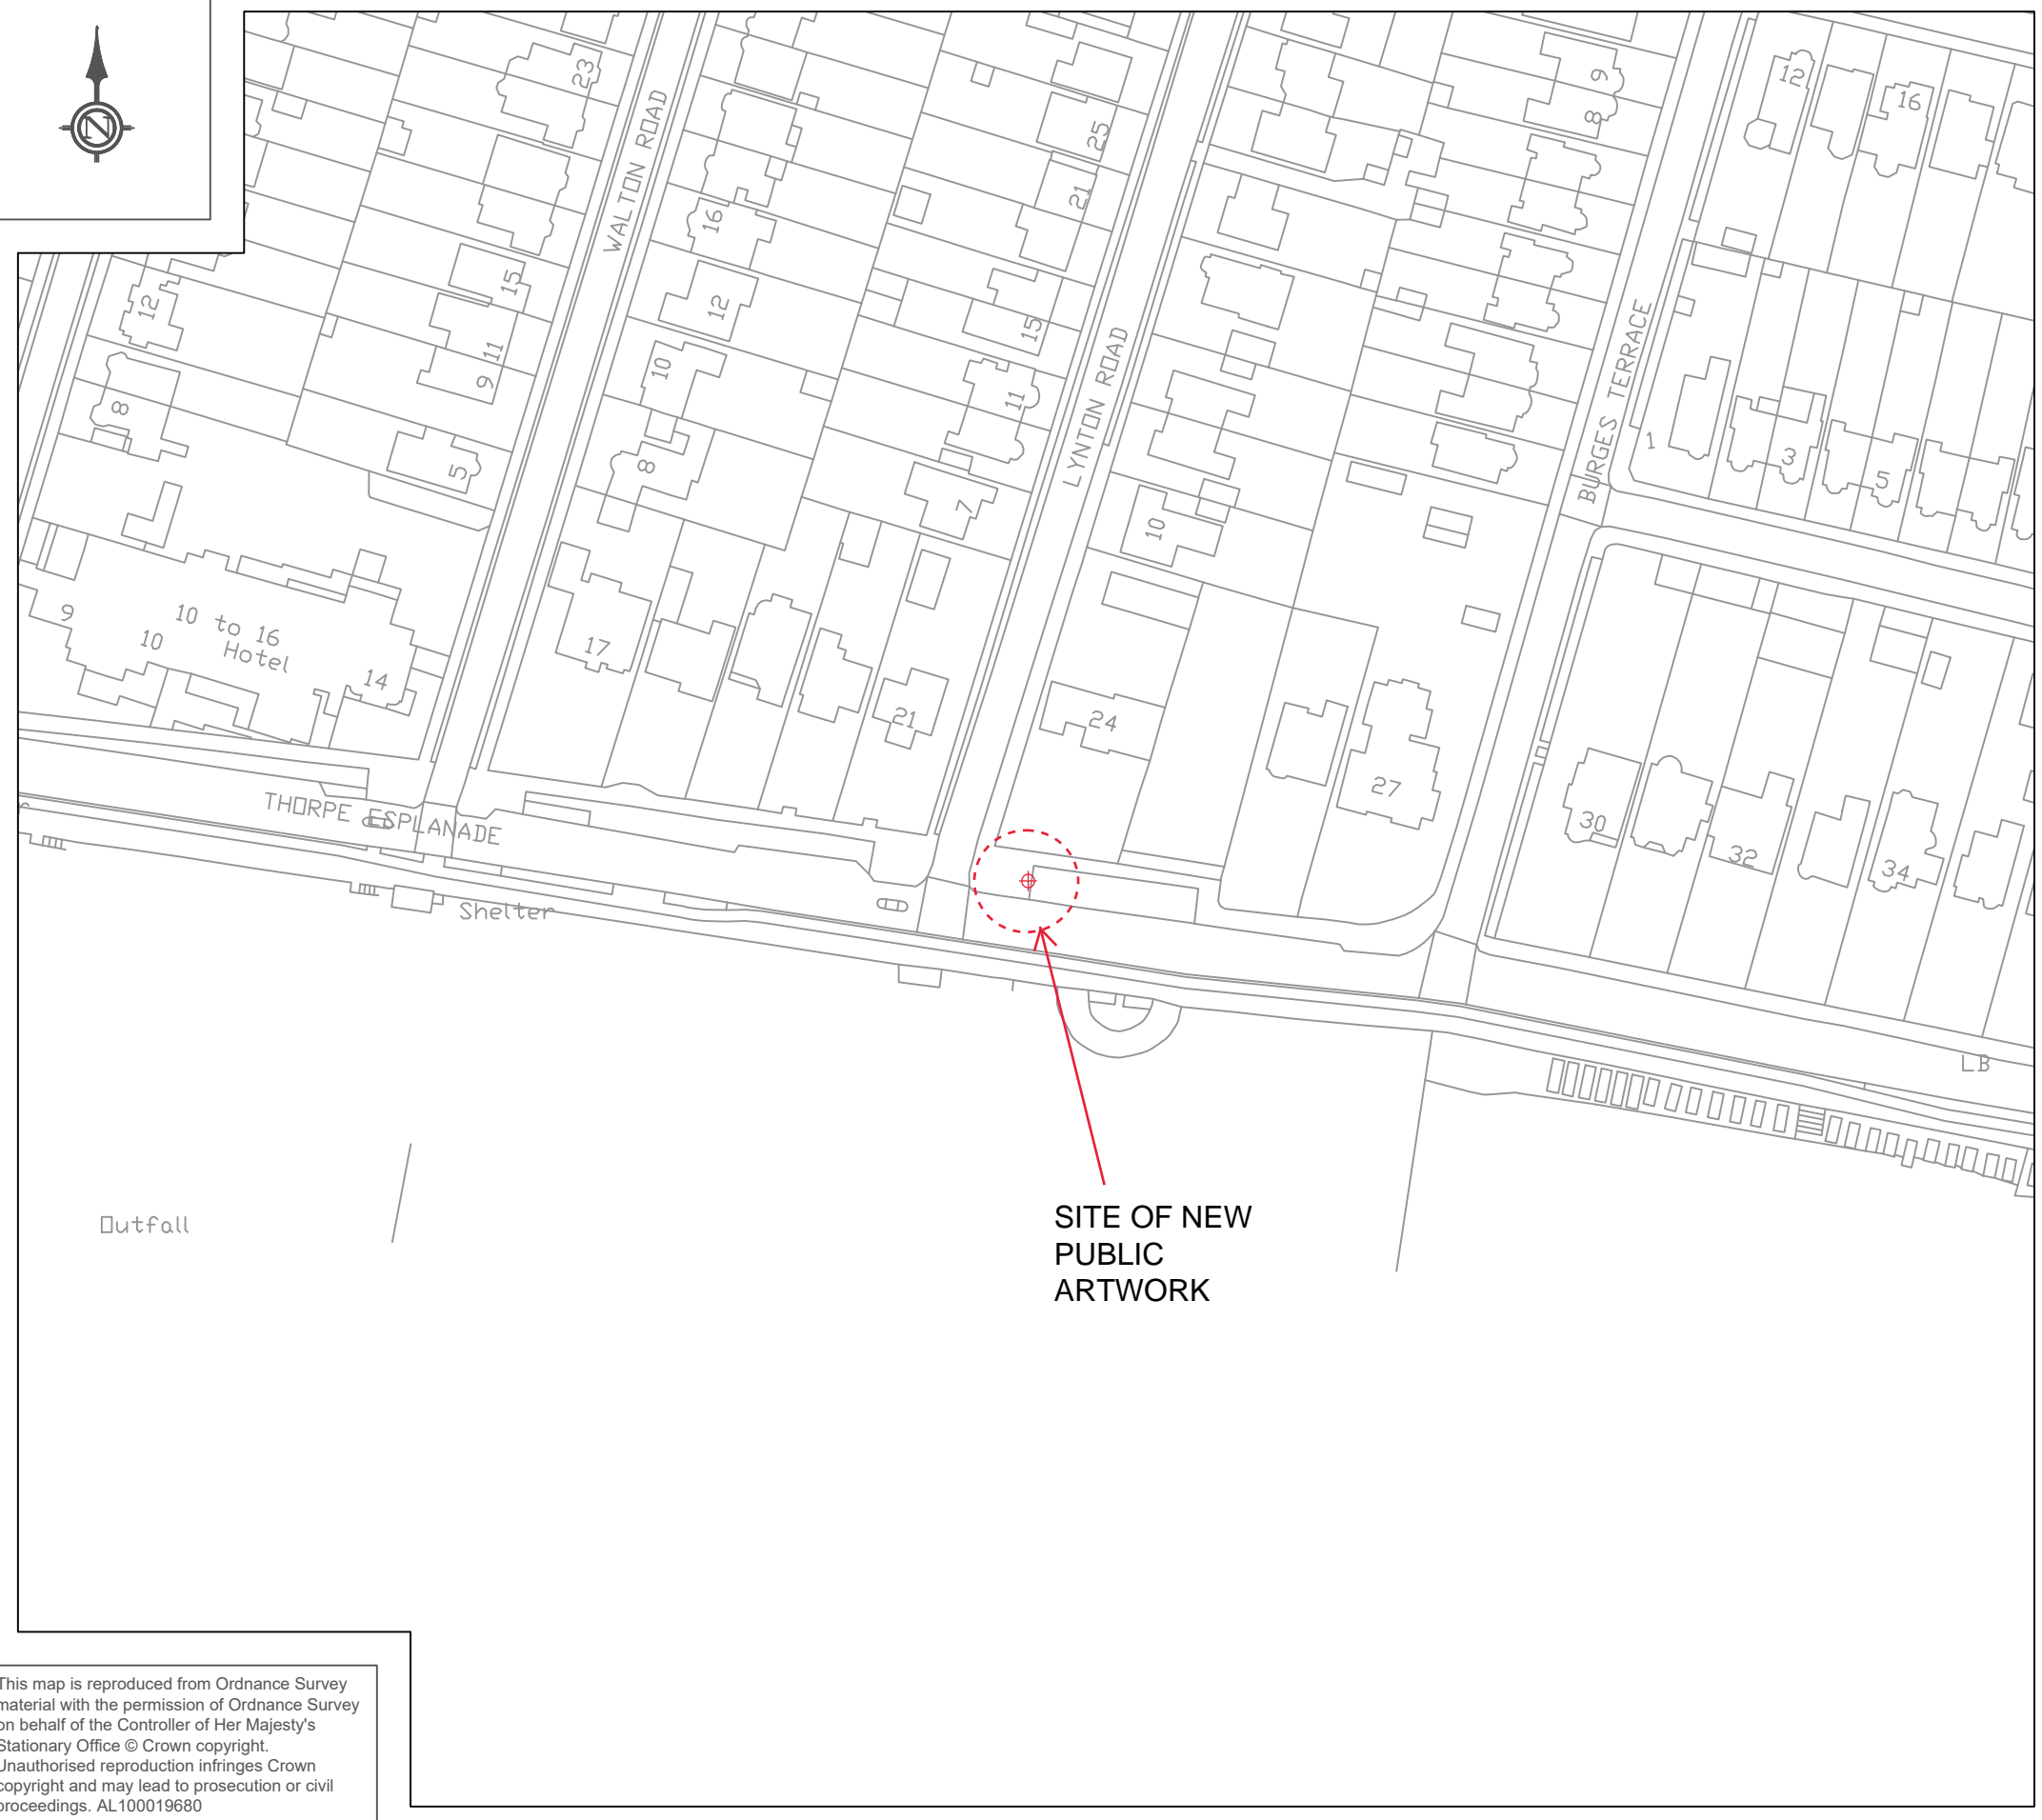 N
23
WALTON ROAD
25
21
9
8
12
16
16
15
12
12
11
9
10
15
LYNTON ROAD
BURGES TERRACE
8
5
8
11
7
10
1
3
5
9
10
10 to 16
Hotel
14
17
21
24
27
30
32
34
THORPE ESPLANADE
Shelter
LB
Outfall
SITE OF NEW
PUBLIC
ARTWORK
This map is reproduced from Ordnance Survey
material with the permission of Ordnance Survey
on behalf of the Controller of Her Majesty's
Stationary Office © Crown copyright.
Unauthorised reproduction infringes Crown
copyright and may lead to prosecution or civil
proceedings. AL100019680